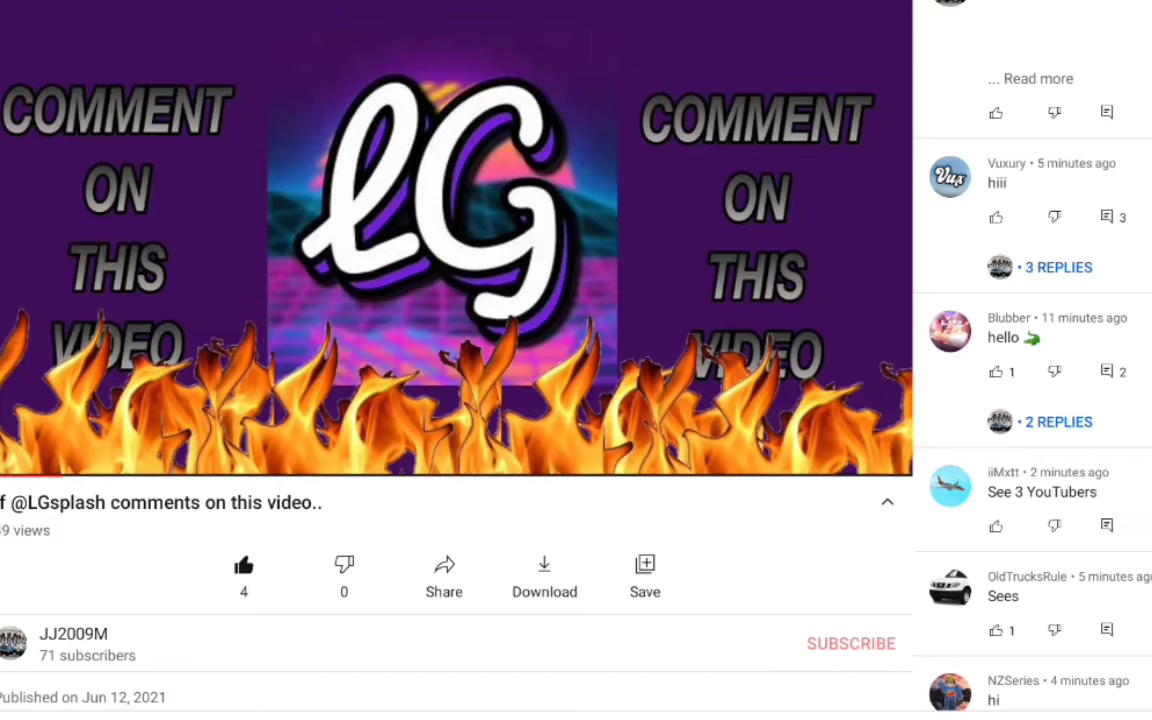 COMMENT
ON
THIS
VIDEO
LG
COMMENT
ON
THIS
VIDEO
f @LGsplash comments on this video..
49 views
4
0
Share
Download
Save
JJ2009M
71 subscribers
SUBSCRIBE
Published on Jun 12, 2021
... Read more
Vux
Vuxury • 5 minutes ago
hiii
3
• 3 REPLIES
Blubber • 11 minutes ago
hello
1
2
• 2 REPLIES
iiMxtt • 2 minutes ago
See 3 YouTubers
OldTrucksRule • 5 minutes ago
Sees
1
NZSeries • 4 minutes ago
hi